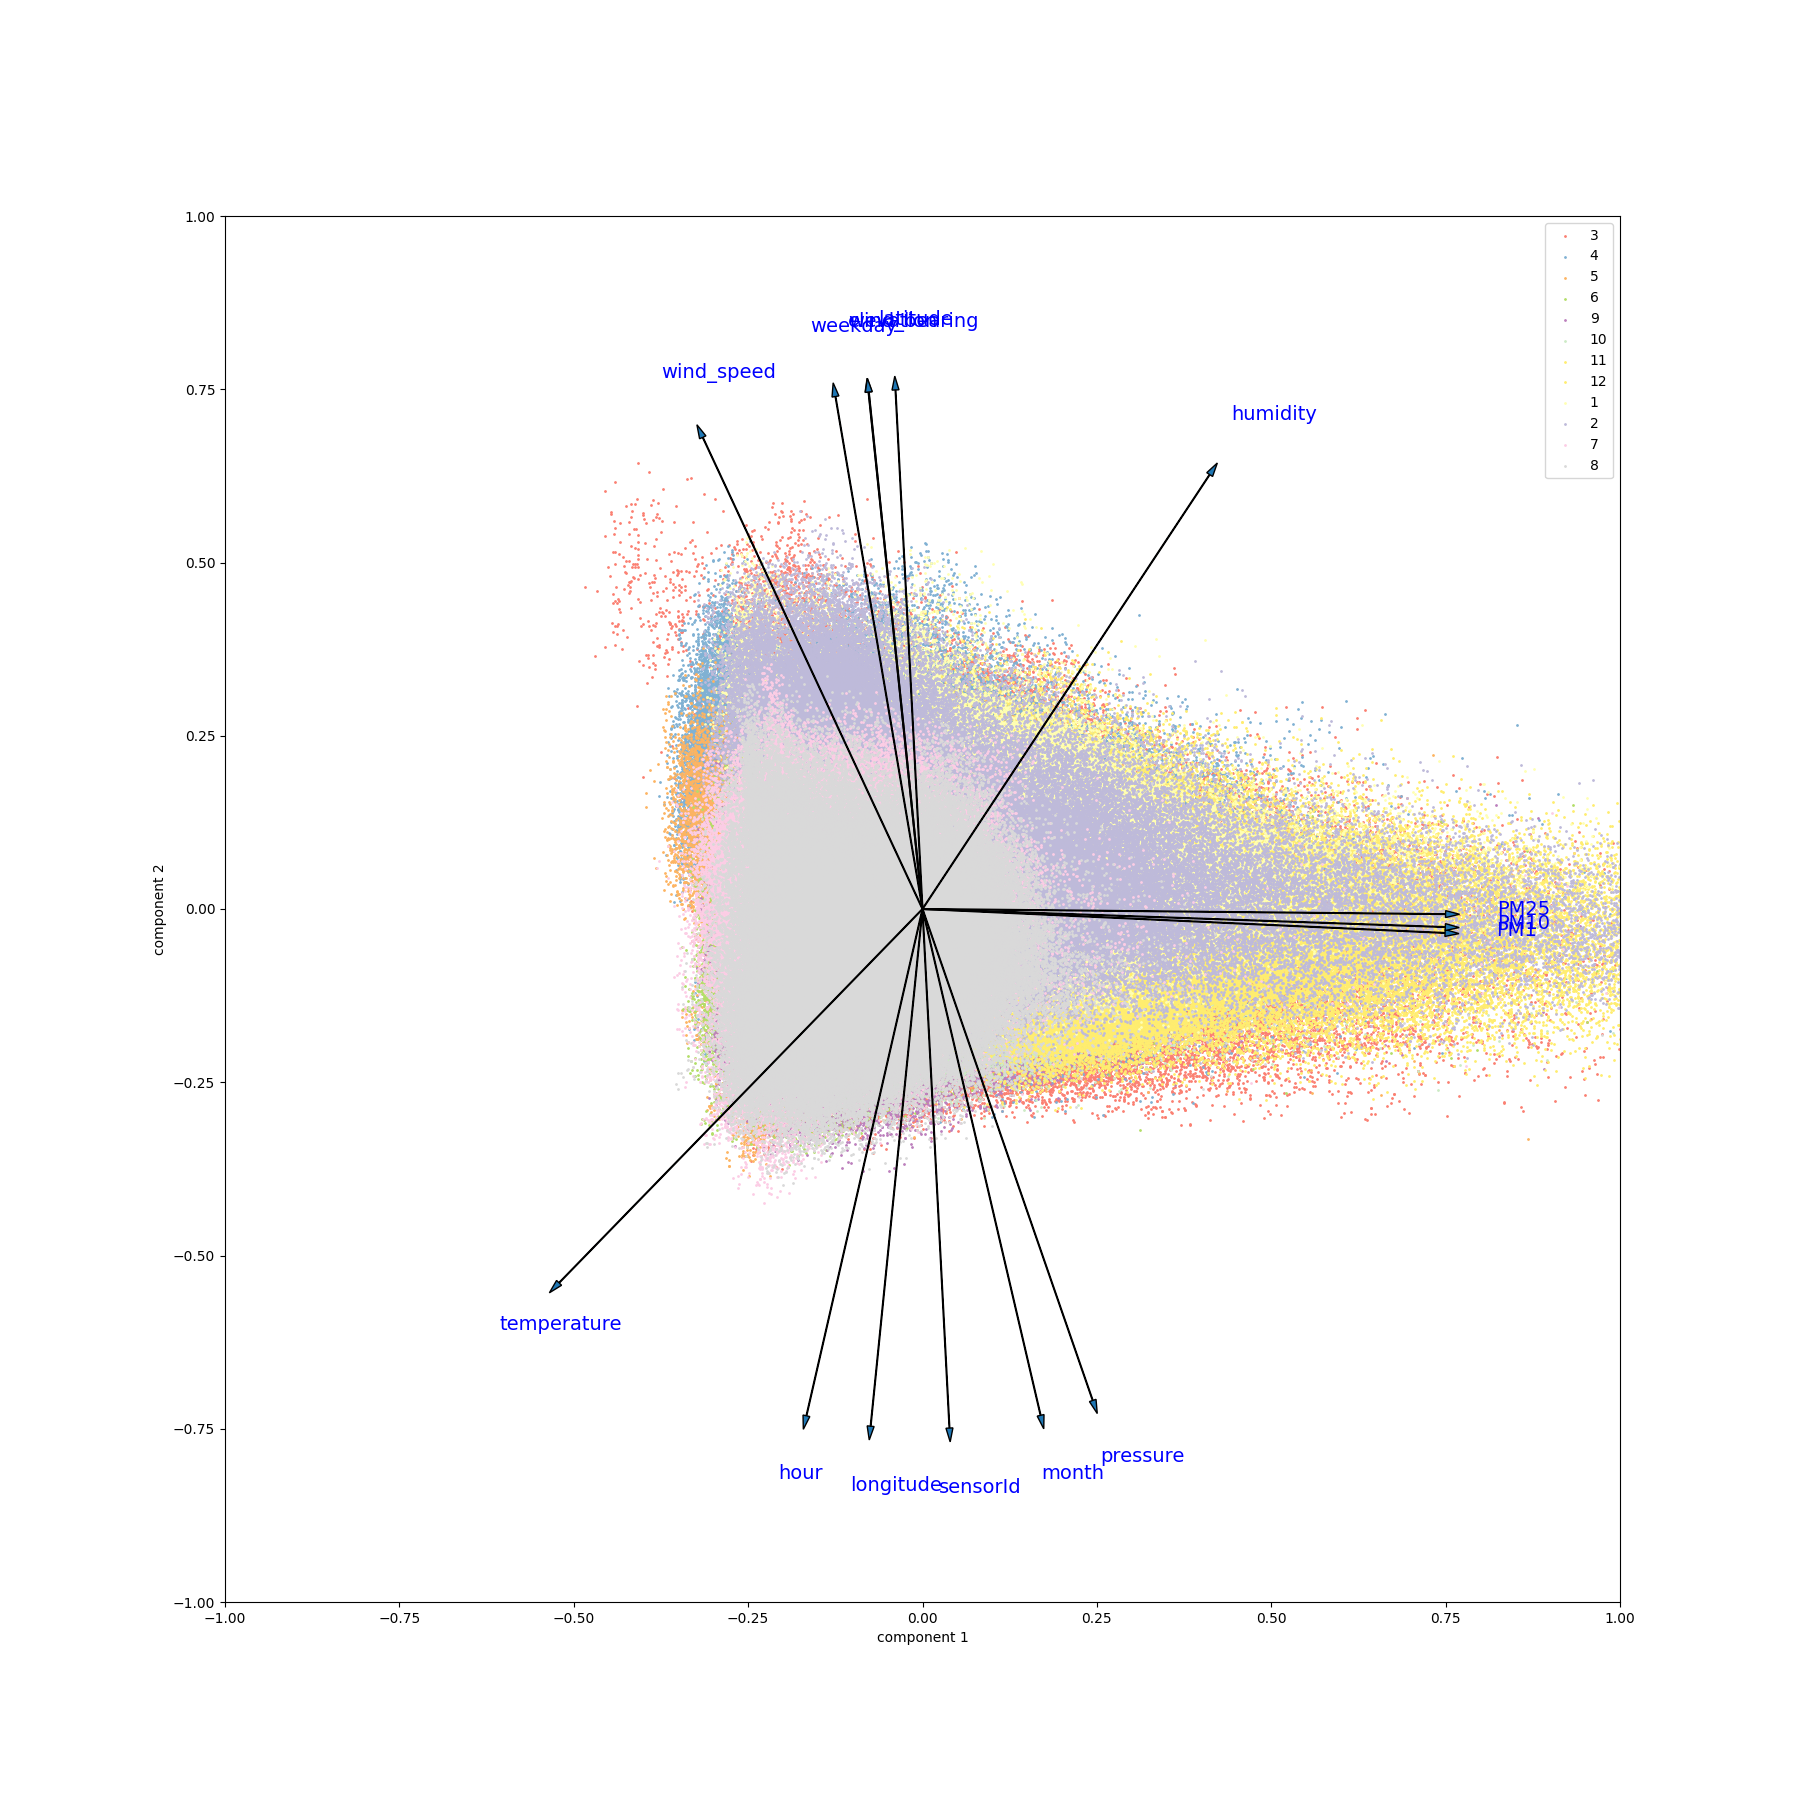 1.00
0.75
0.50
0.25
0.00
−0.25
−0.50
−0.75
−1.00
component 2
3
4
5
6
9
10
11
12
1
2
7
8
weekday
latitude
wind_bearing
wind_speed
humidity
PM25
PM10
PM1
temperature
hour
longitude
sensorId
month
pressure
−1.00
−0.75
−0.50
−0.25
0.00
0.25
0.50
0.75
1.00
component 1